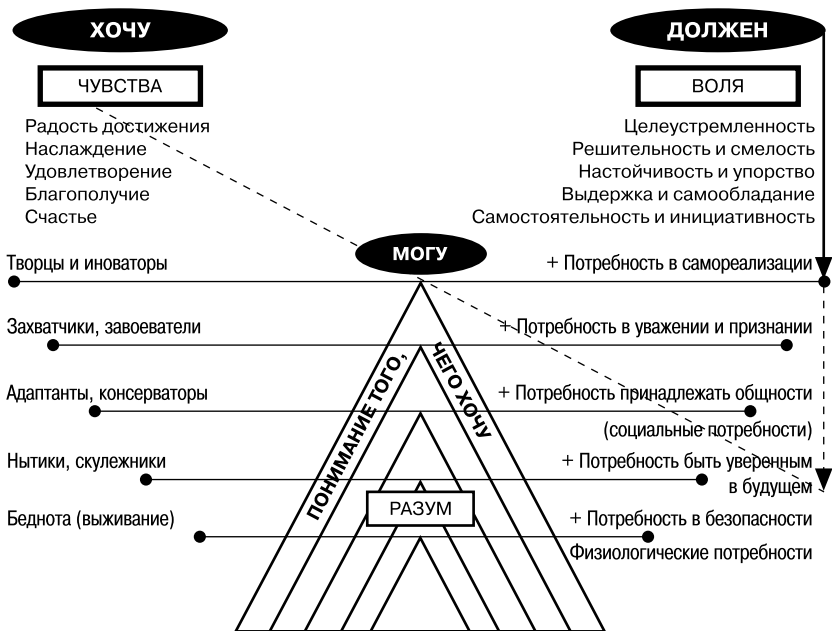 ХОЧУ
ДОЛЖЕН
ЧУВСТВА
ВОЛЯ
Радость достижения
Наслаждение
Удовлетворение
Благополучие
Счастье
Целеустремленность
Решительность и смелость
Настойчивость и упорство
Выдержка и самообладание
Самостоятельность и инициативность
МОГУ
Творцы и иноваторы
+ Потребность в самореализации
Захватчики, завоеватели
+ Потребность в уважении и признании
ПОНИМАНИЕ ТОГО,
ЧЕГО ХОЧУ
Адаптанты, консерваторы
+ Потребность принадлежать общности
(социальные потребности)
Нытики, скулежники
+ Потребность быть уверенным
в будущем
РАЗУМ
Беднота (выживание)
+ Потребность в безопасности
Физиологические потребности